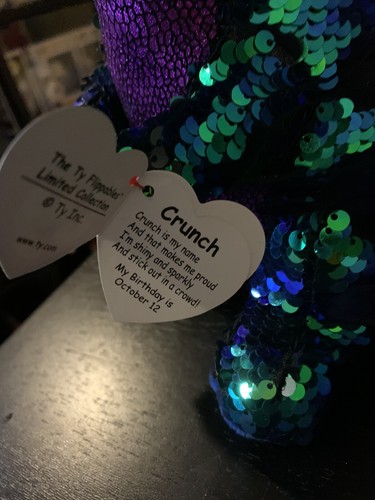 The Ty Flippables™
Limited Collection
© Ty Inc.
www.ty.com
Crunch
Crunch is my name
And that makes me proud
I'm shiny and sparkly
And stick out in a crowd!
My Birthday is
October 12